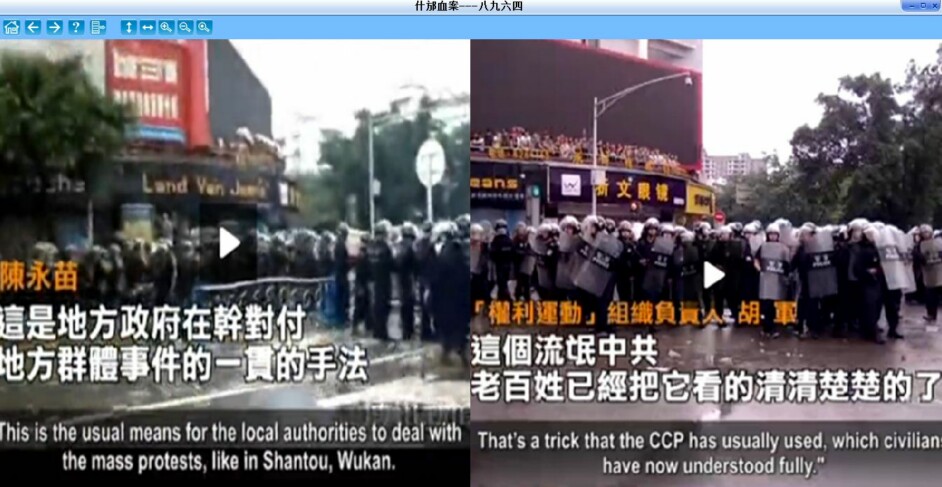 什邡血案---八九六四
Land Van Jean's
陳永苗
這是地方政府在幹對付
地方群體事件的一貫的手法
This is the usual means for the local authorities to deal with
the mass protests, like in Shantou, Wukan.
eans
新文眼镜
「權利運動」組織負責人 胡 軍
這個流氓中共
老百姓已經把它看的清清楚楚的了
That's a trick that the CCP has usually used, which civilians
have now understood fully."